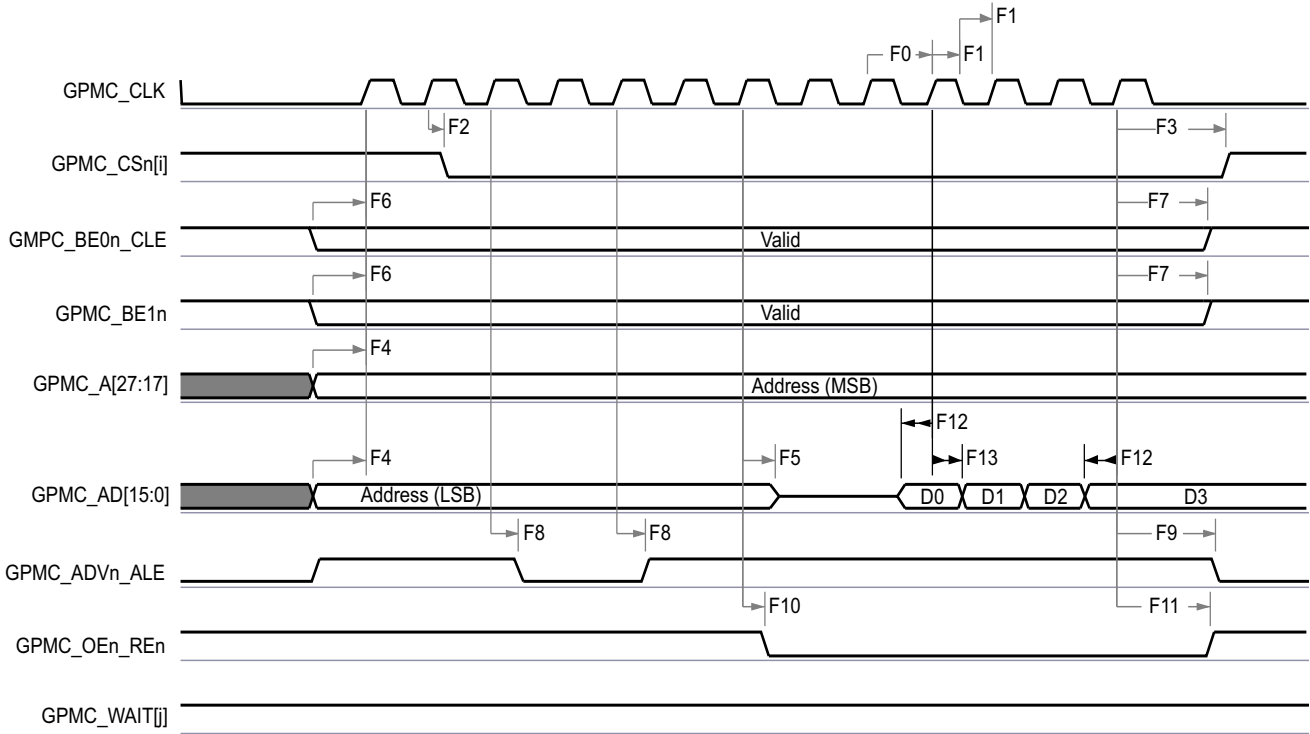 F1
F0 F1
GPMC_CLK
F2 F3
GPMC_CSn[i]
F6 F7
GMPC_BE0n_CLE Valid
F6 F7
GPMC_BE1n Valid
F4
GPMC_A[27:17] Address (MSB)
F12
F4 F5 F13 F12
GPMC_AD[15:0] Address (LSB) D0 D1 D2 D3
F8 F8 F9
GPMC_ADVn_ALE
F10 F11
GPMC_OEn_REn
GPMC_WAIT[j]